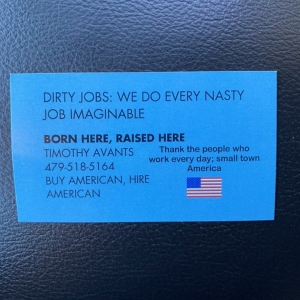 DIRTY JOBS: WE DO EVERY NASTY
JOB IMAGINABLE
BORN HERE, RAISED HERE
TIMOTHY AVANTS
479-518-5164
BUY AMERICAN, HIRE
AMERICAN
Thank the people who
work every day; small town
America